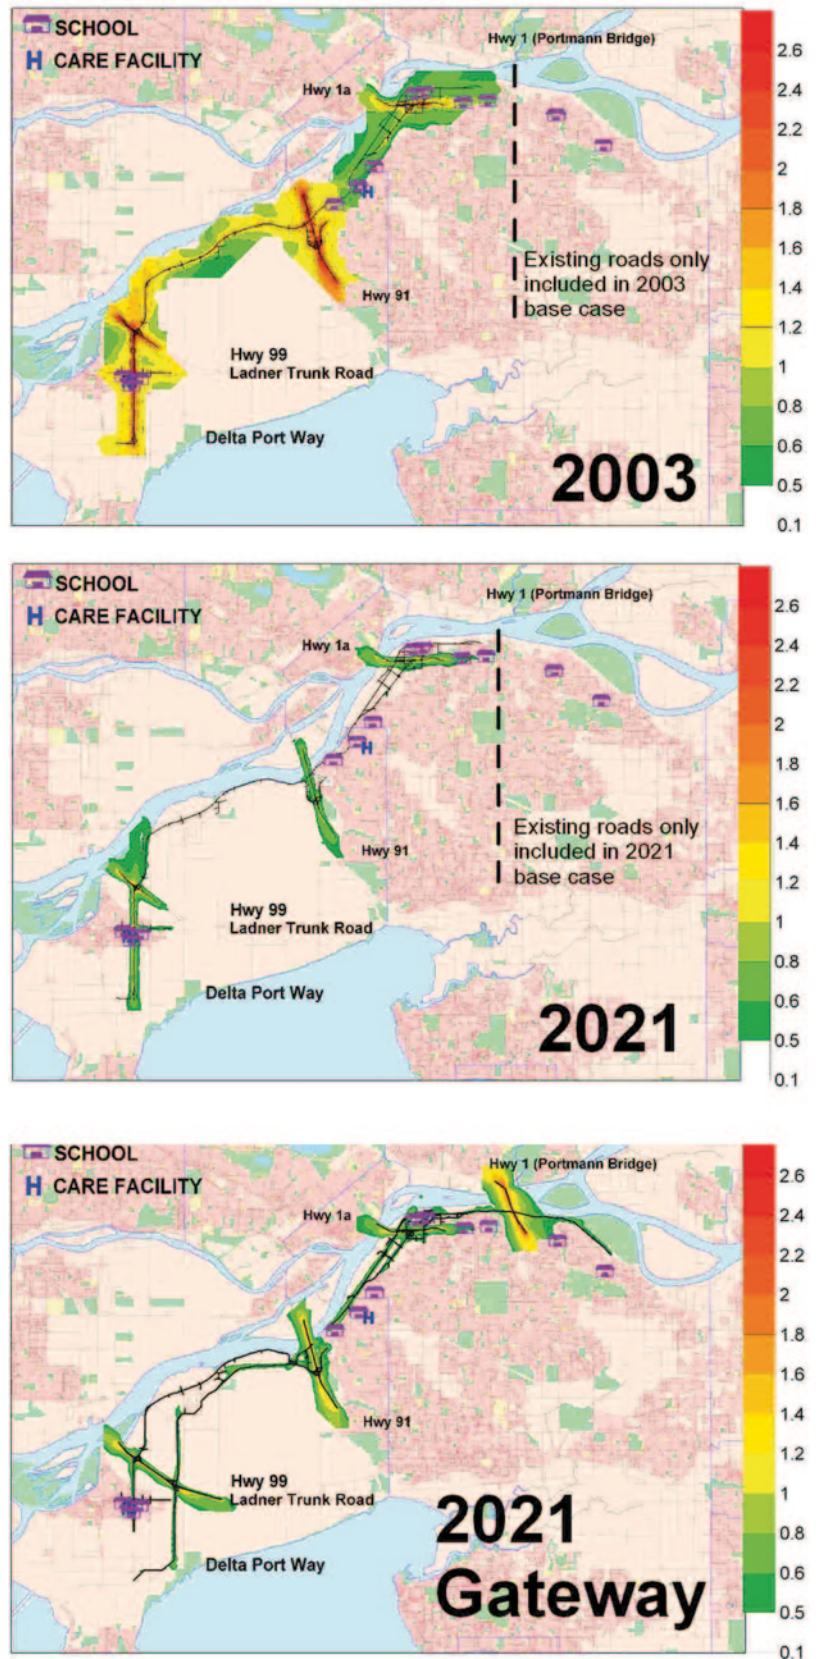 SCHOOL
H CARE FACILITY
Hwy 1 (Portmann Bridge)
Hwy 1a
Existing roads only
included in 2003
base case
Hwy 91
Hwy 99
Ladner Trunk Road
Delta Port Way
H
2003
2.6
2.4
2.2
2
1.8
1.6
1.4
1.2
1
0.8
0.6
0.5
0.1
SCHOOL
H CARE FACILITY
Hwy 1 (Portmann Bridge)
Hwy 1a
H
Existing roads only
included in 2021
base case
Hwy 91
Hwy 99
Ladner Trunk Road
Delta Port Way
2021
2.6
2.4
2.2
2
1.8
1.6
1.4
1.2
1
0.8
0.6
0.5
0.1
SCHOOL
H CARE FACILITY
Hwy 1 (Portmann Bridge)
Hwy 1a
H
Hwy 91
Hwy 99
Ladner Trunk Road
Delta Port Way
2021
Gateway
2.6
2.4
2.2
2
1.8
1.6
1.4
1.2
1
0.8
0.6
0.5
0.1